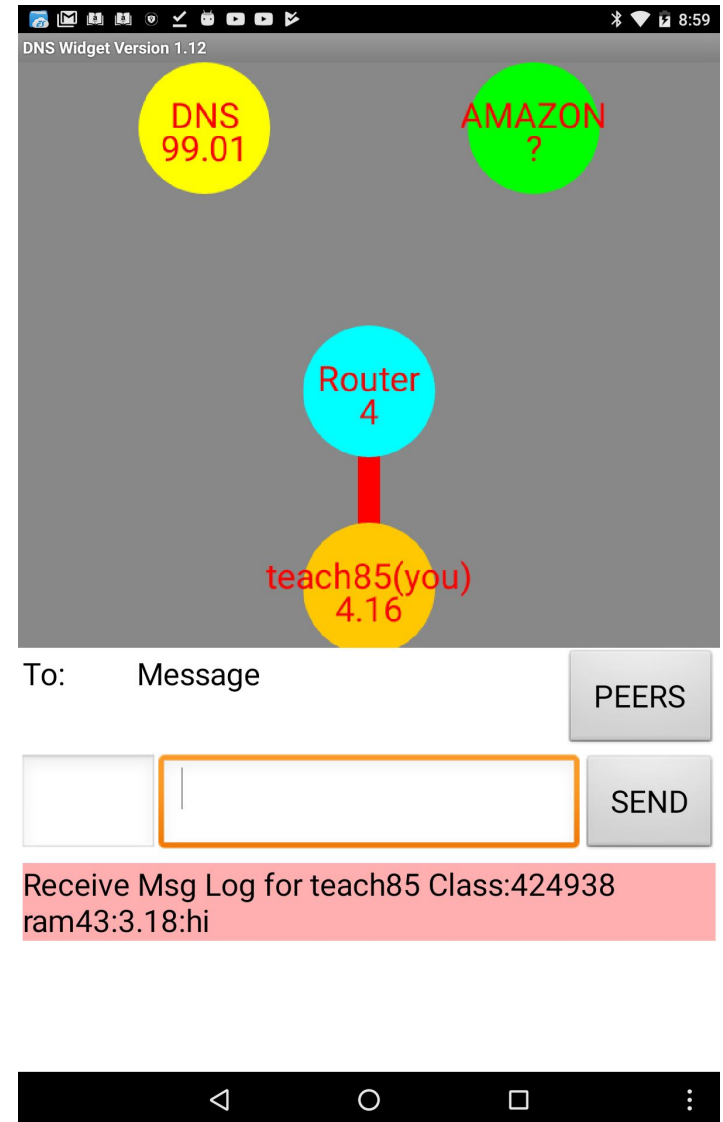 8:59
DNS Widget Version 1.12
DNS
99.01
AMAZON
?
Router
4
teach85(you)
4.16
To:
Message
PEERS
SEND
Receive Msg Log for teach85 Class:424938
ram43:3.18:hi